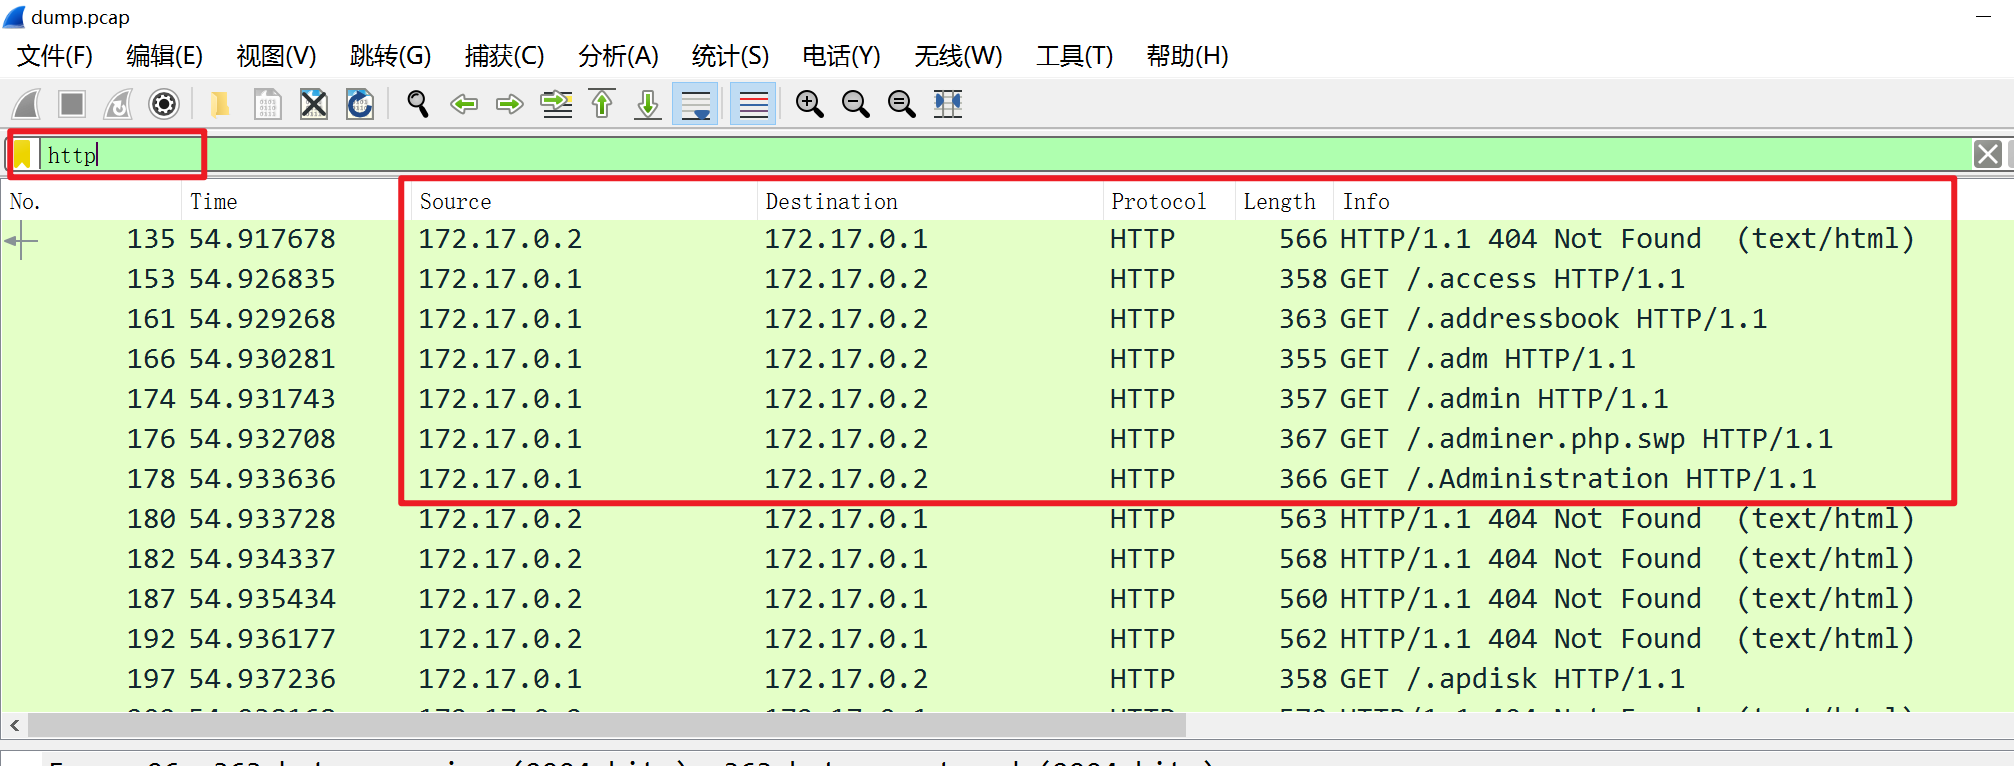 dump.pcap
文件(F) 编辑(E) 视图(V) 跳转(G) 捕获(C) 分析(A) 统计(S) 电话(Y) 无线(W) 工具(T) 帮助(H)
http
No. Time Source Destination Protocol Length Info
135 54.917678 172.17.0.2 172.17.0.1 HTTP 566 HTTP/1.1 404 Not Found (text/html)
153 54.926835 172.17.0.1 172.17.0.2 HTTP 358 GET /.access HTTP/1.1
161 54.929268 172.17.0.1 172.17.0.2 HTTP 363 GET /.addressbook HTTP/1.1
166 54.930281 172.17.0.1 172.17.0.2 HTTP 355 GET /.adm HTTP/1.1
174 54.931743 172.17.0.1 172.17.0.2 HTTP 357 GET /.admin HTTP/1.1
176 54.932708 172.17.0.1 172.17.0.2 HTTP 367 GET /.adminer.php.swp HTTP/1.1
178 54.933636 172.17.0.1 172.17.0.2 HTTP 366 GET /.Administration HTTP/1.1
180 54.933728 172.17.0.2 172.17.0.1 HTTP 563 HTTP/1.1 404 Not Found (text/html)
182 54.934337 172.17.0.2 172.17.0.1 HTTP 568 HTTP/1.1 404 Not Found (text/html)
187 54.935434 172.17.0.2 172.17.0.1 HTTP 560 HTTP/1.1 404 Not Found (text/html)
192 54.936177 172.17.0.2 172.17.0.1 HTTP 562 HTTP/1.1 404 Not Found (text/html)
197 54.937236 172.17.0.1 172.17.0.2 HTTP 358 GET /.apdisk HTTP/1.1